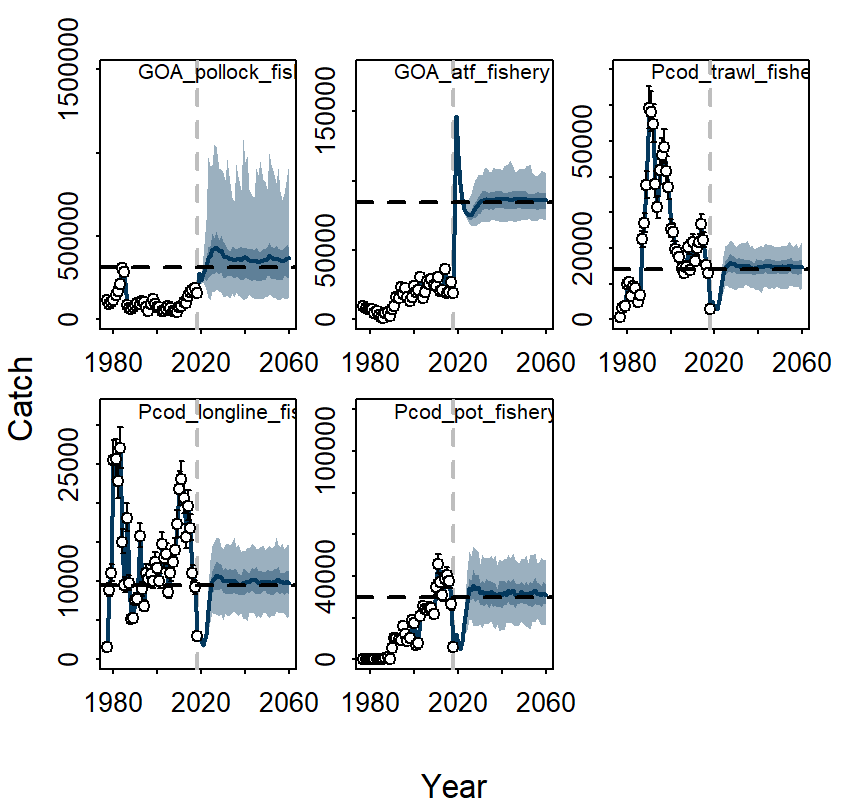 GOA_pollock_fis
GOA_atf_fishery
Pcod_trawl_fishe
0 500000 1500000
0 50000 150000
0 20000 50000
1980 2020 2060
1980 2020 2060
1980 2020 2060
Catch
Pcod_longline_fis
Pcod_pot_fishery
0 10000 25000
0 40000 100000
1980 2020 2060
1980 2020 2060
Year